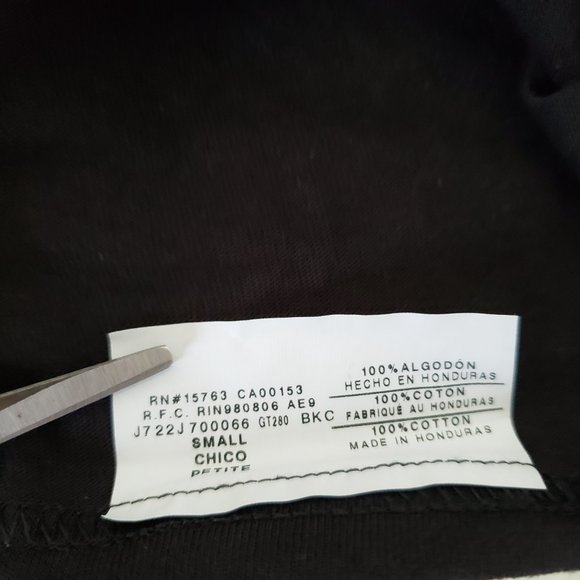 RN#15763 CA00153
R.F.C. RIN980806 AE9
J722J700066 GT280 BKC
SMALL
CHICO
PETITE
100%ALGODÓN
HECHO EN HONDURAS
100%COTON
FABRIQUE AU HONDURAS
100%COTTON
MADE IN HONDURAS